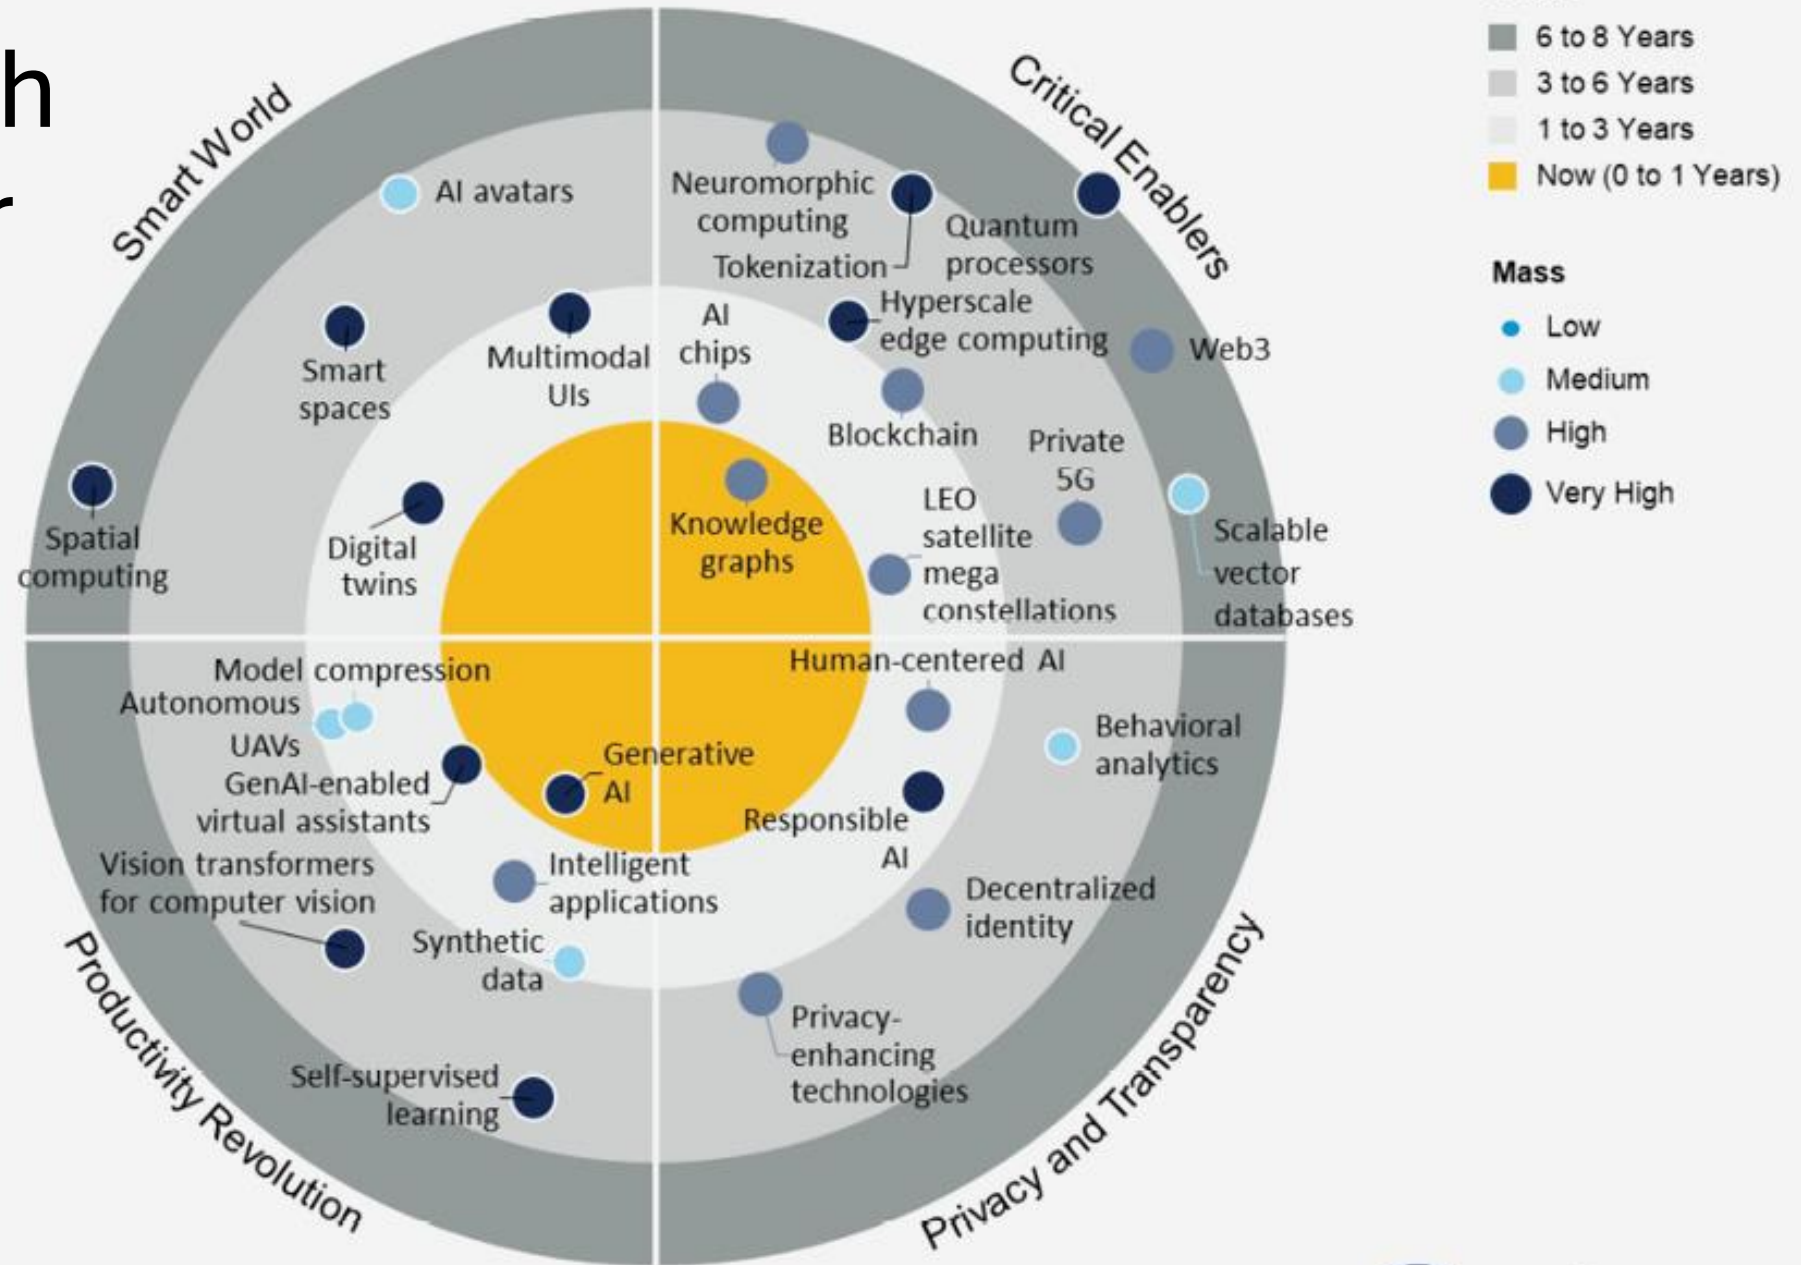 h
r
Smart World
Critical Enablers
Productivity Revolution
Privacy and Transparency
AI avatars
Smart
spaces
Multimodal
UIs
Spatial
computing
Digital
twins
Neuromorphic
computing
Tokenization
Quantum
processors
Hyperscale
edge computing
AI
chips
Web3
Blockchain
Private
5G
Knowledge
graphs
LEO
satellite
mega
constellations
Scalable
vector
databases
Model compression
Autonomous
UAVs
GenAI-enabled
virtual assistants
Generative
AI
Vision transformers
for computer vision
Intelligent
applications
Synthetic
data
Self-supervised
learning
Human-centered AI
Behavioral
analytics
Responsible
AI
Decentralized
identity
Privacy-
enhancing
technologies
6 to 8 Years
3 to 6 Years
1 to 3 Years
Now (0 to 1 Years)
Mass
Low
Medium
High
Very High